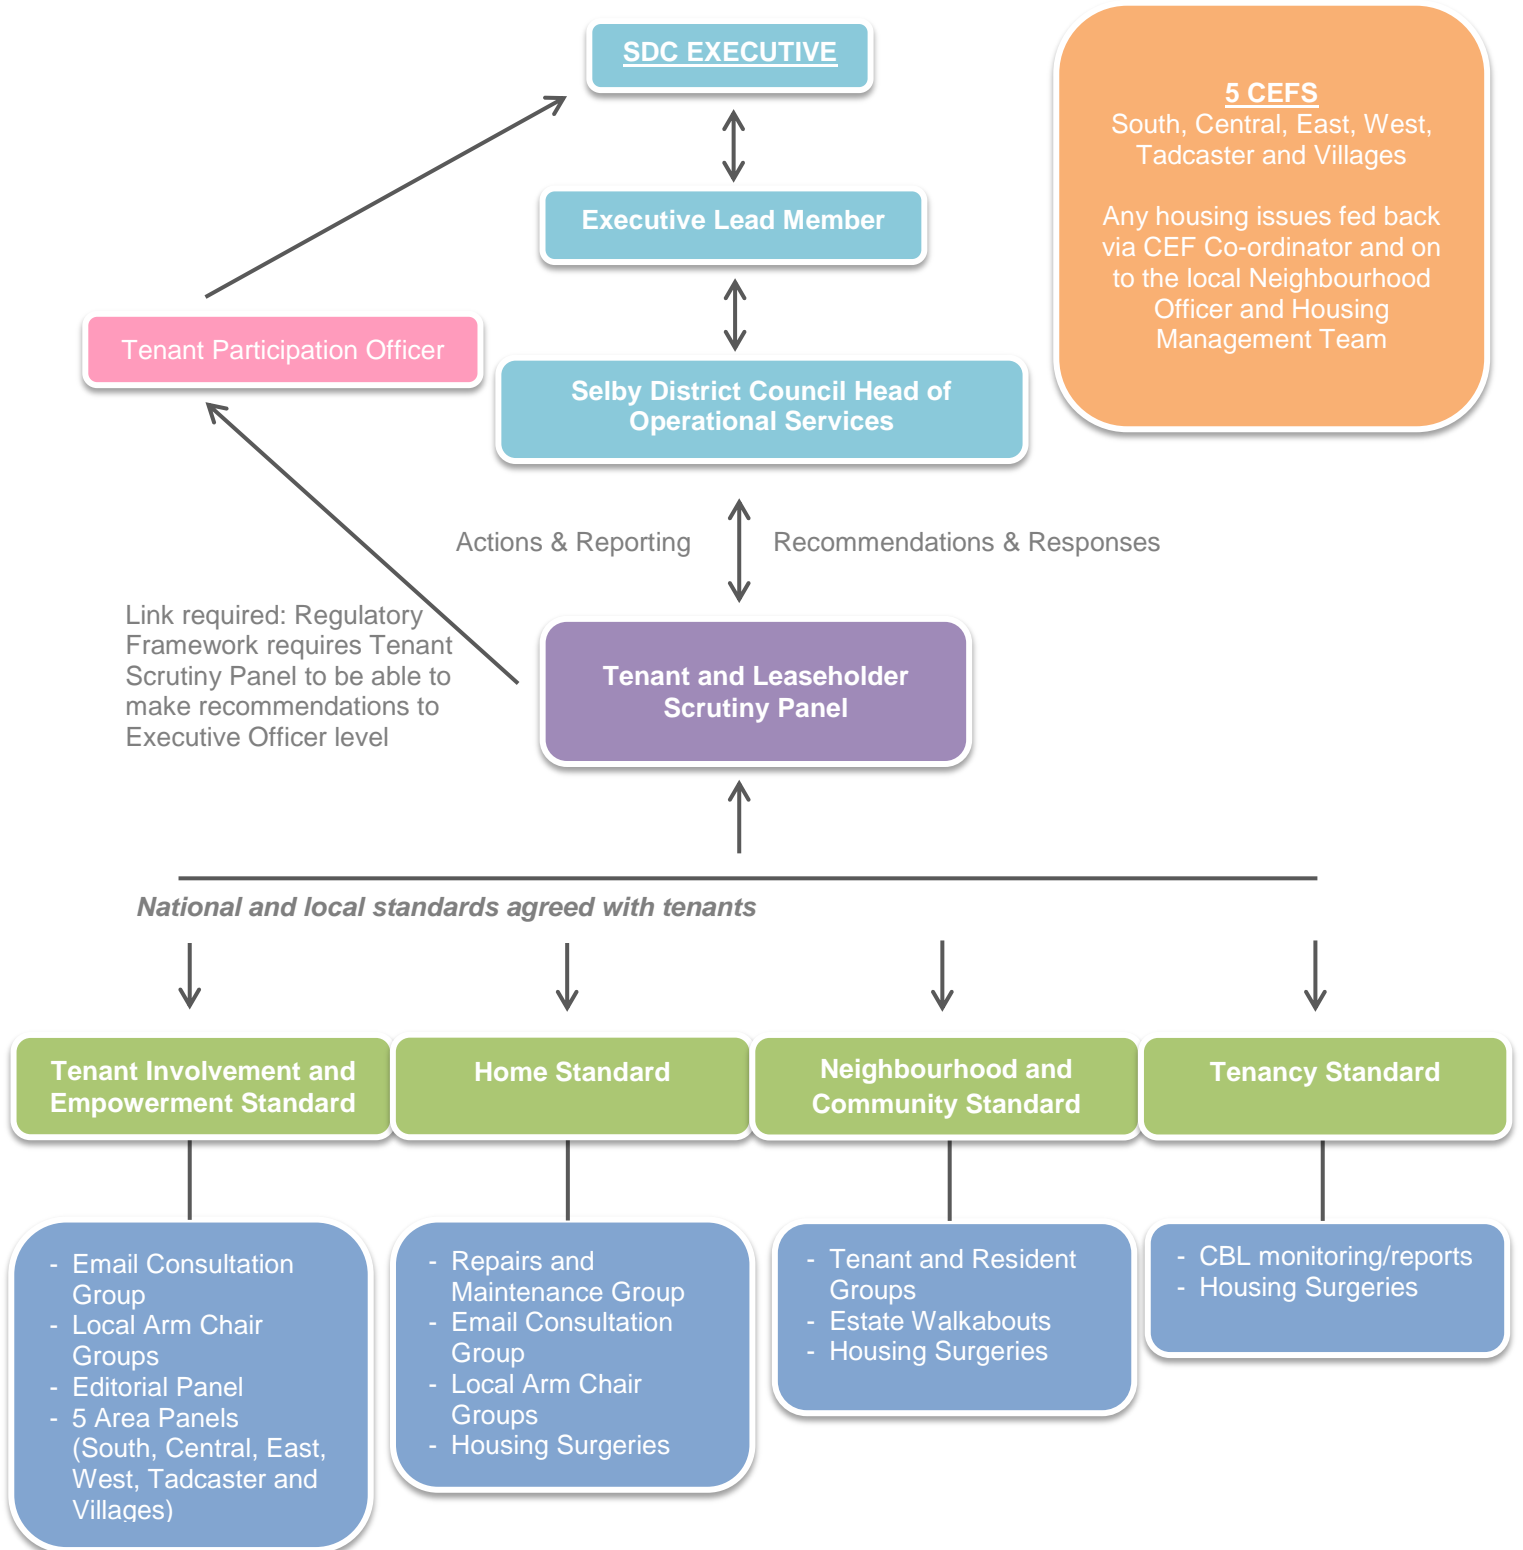 SDC EXECUTIVE
5 CEFS
South, Central, East, West,
Tadcaster and Villages
Any housing issues fed back
via CEF Co-ordinator and on
to the local Neighbourhood
Officer and Housing
Management Team
Executive Lead Member
Tenant Participation Officer
Selby District Council Head of
Operational Services
Actions & Reporting
Recommendations & Responses
Link required: Regulatory
Framework requires Tenant
Scrutiny Panel to be able to
make recommendations to
Executive Officer level
Tenant and Leaseholder
Scrutiny Panel
National and local standards agreed with tenants
Tenant Involvement and
Empowerment Standard
Home Standard
Neighbourhood and
Community Standard
Tenancy Standard
- Email Consultation
Group
- Local Arm Chair
Groups
- Editorial Panel
- 5 Area Panels
(South, Central, East,
West, Tadcaster and
Villages)
- Repairs and
Maintenance Group
- Email Consultation
Group
- Local Arm Chair
Groups
- Housing Surgeries
- Tenant and Resident
Groups
- Estate Walkabouts
- Housing Surgeries
- CBL monitoring/reports
- Housing Surgeries